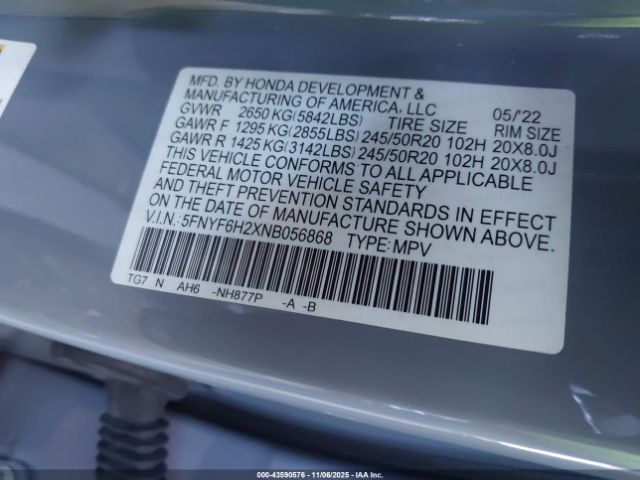 MFD. BY HONDA DEVELOPMENT &
MANUFACTURING OF AMERICA, LLC 05/'22
GVWR 2650 KG(5842LBS) TIRE SIZE RIM SIZE
GAWR F 1295 KG(2855LBS) 245/50R20 102H 20X8.0J
GAWR R 1425 KG(3142LBS) 245/50R20 102H 20X8.0J
THIS VEHICLE CONFORMS TO ALL APPLICABLE
FEDERAL MOTOR VEHICLE SAFETY
AND THEFT PREVENTION STANDARDS IN EFFECT
ON THE DATE OF MANUFACTURE SHOWN ABOVE.
V.I.N.:5FNYF6H2XNB056868 TYPE:MPV
TG7 N AH6 -NH877P -A -B
000-43590576 - 11/06/2025 - IAA Inc.